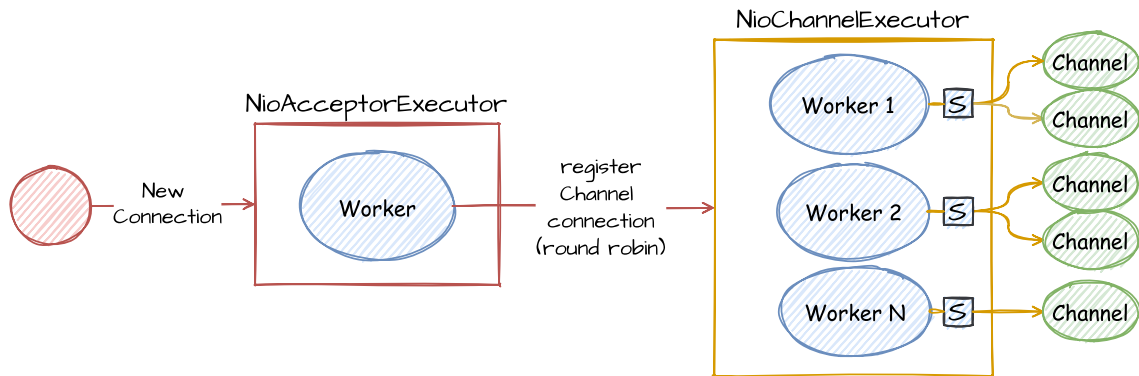 NioChannelExecutor
NioAcceptorExecutor
New
Connection
Worker
register
Channel
connection
(round robin)
Worker 1
S
Channel
Channel
Worker 2
S
Channel
Channel
Worker N
S
Channel